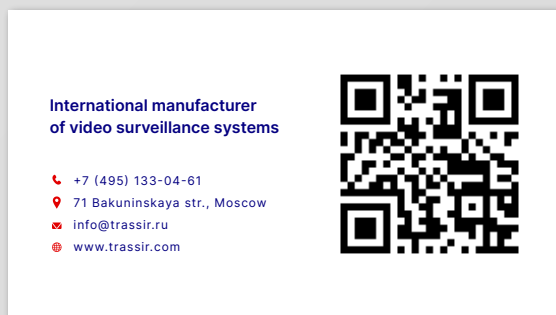 International manufacturer
of video surveillance systems
+7 (495) 133-04-61
71 Bakuninskaya str., Moscow
info@trassir.ru
www.trassir.com